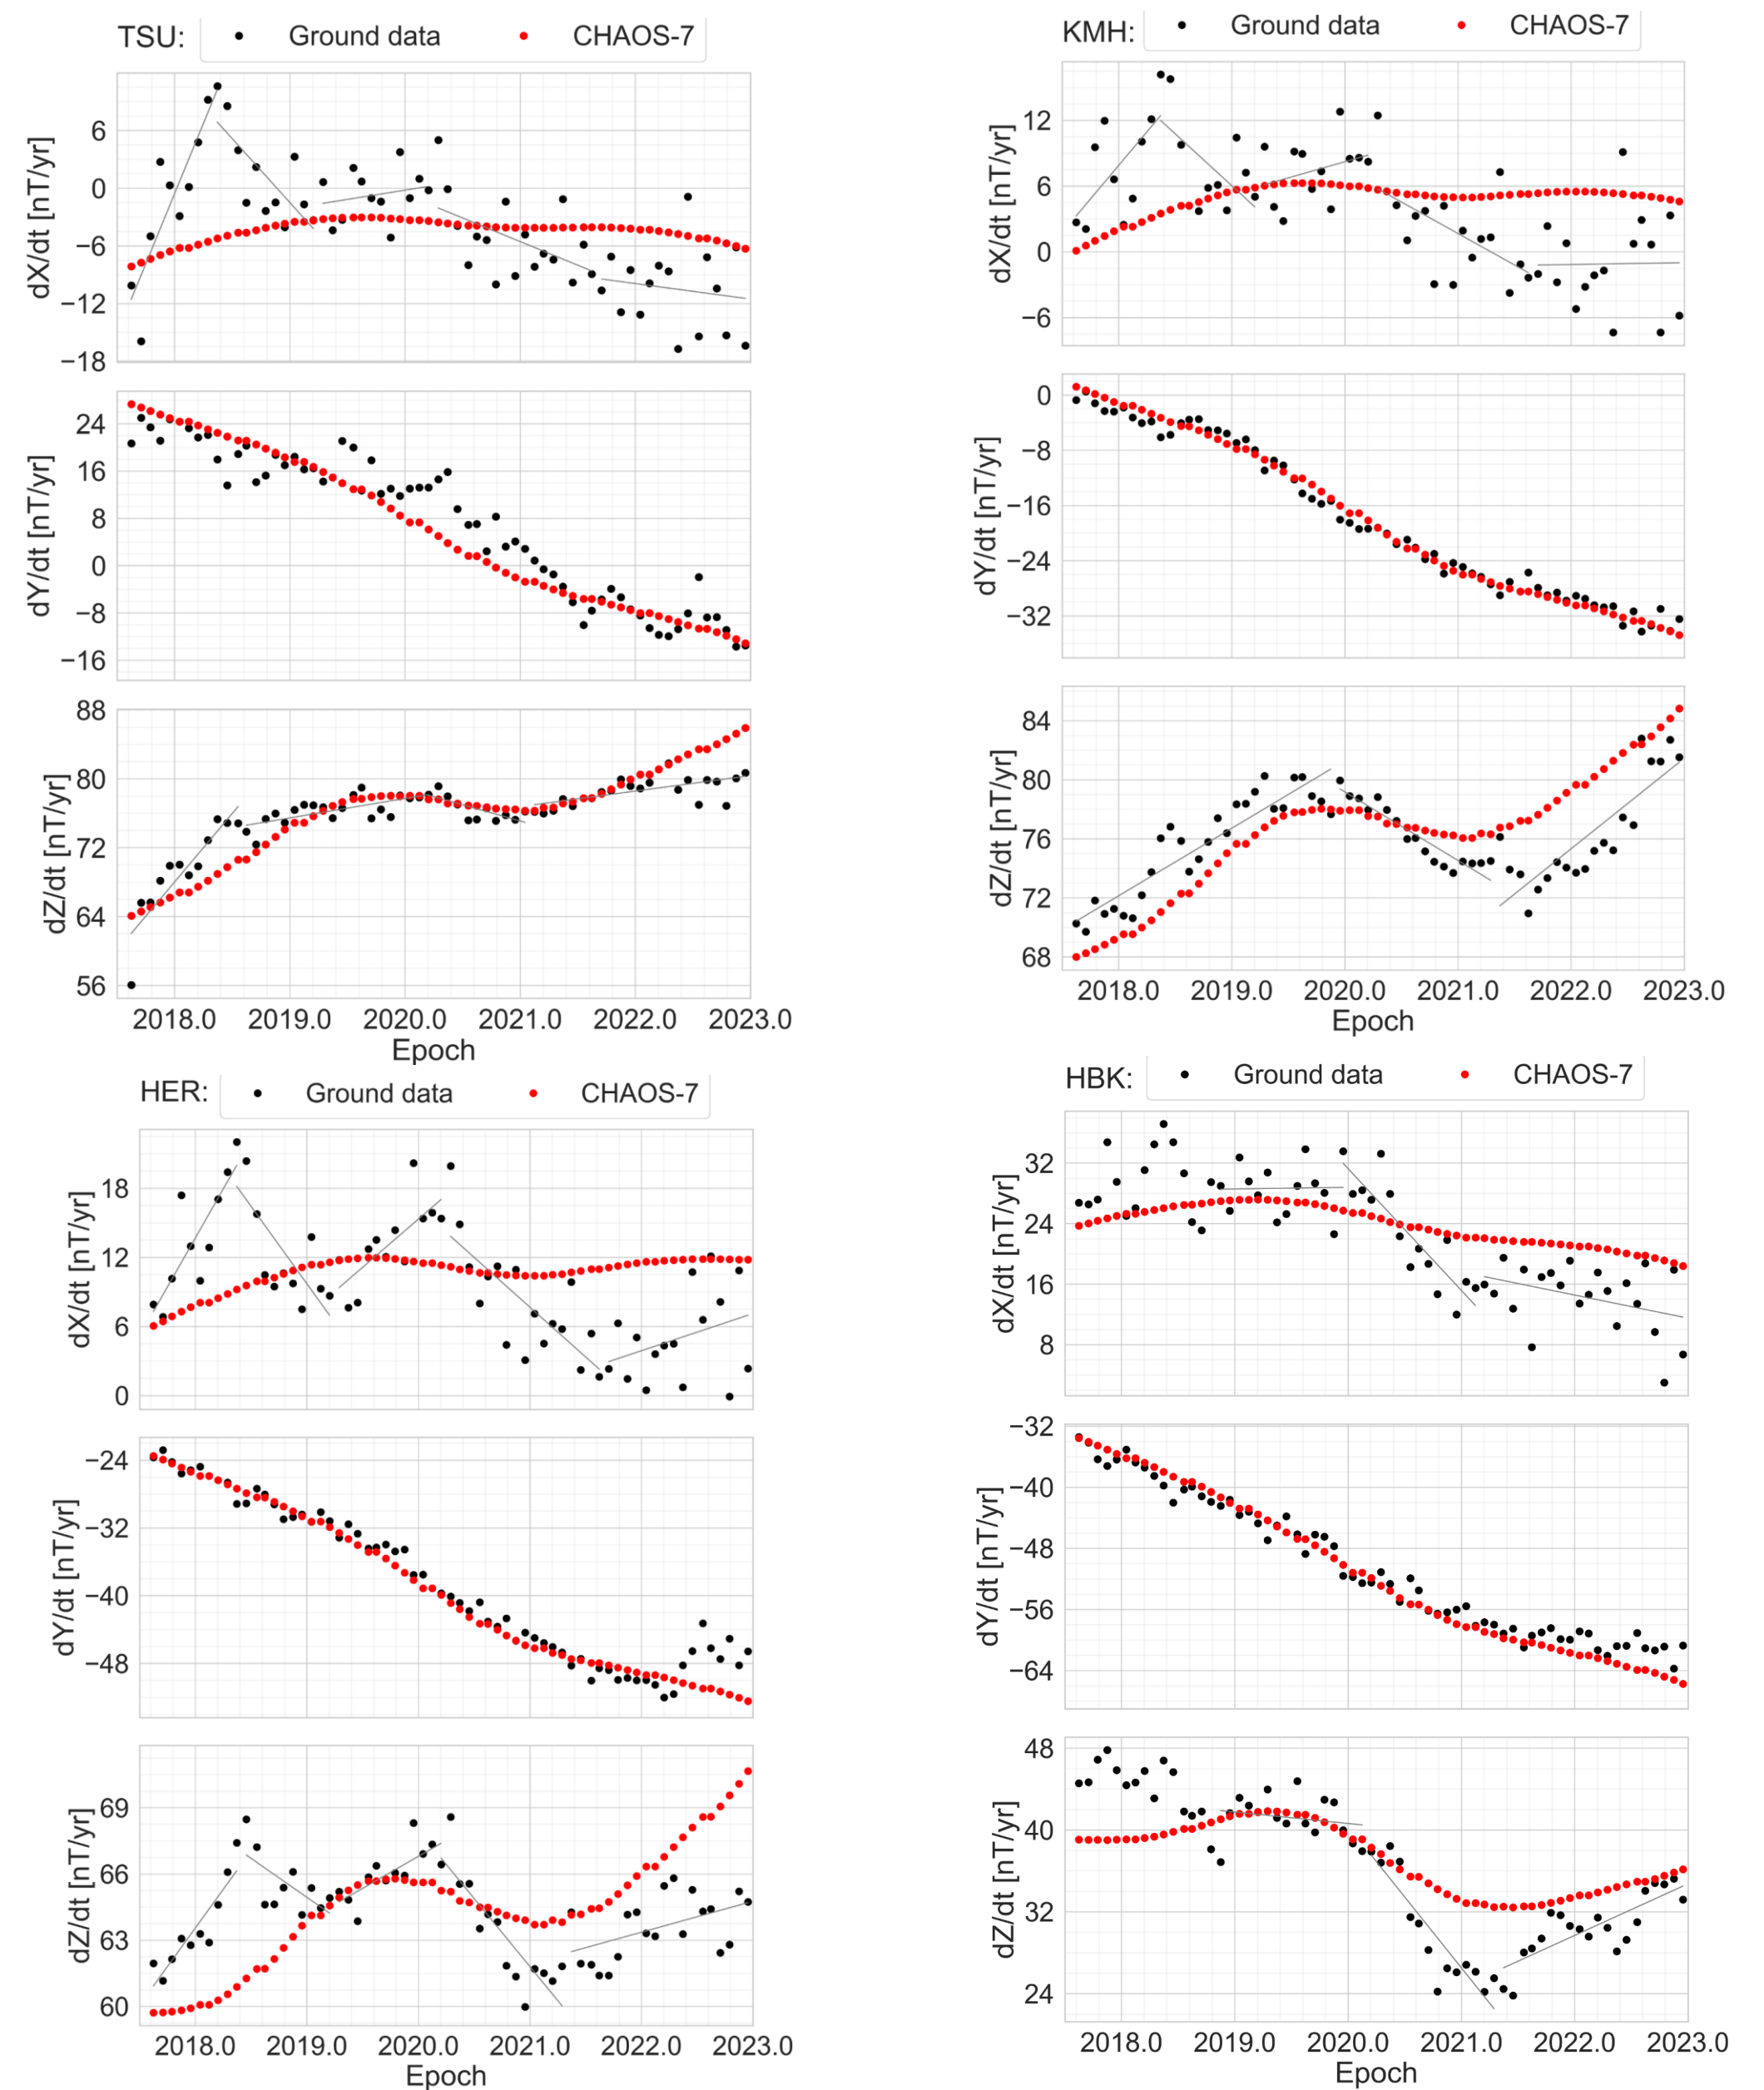 TSU: Ground data CHAOS-7
dX/dt [nT/yr]
6
0
−6
−12
−18
dY/dt [nT/yr]
24
16
8
0
−8
−16
dZ/dt [nT/yr]
88
80
72
64
56
2018.0 2019.0 2020.0 2021.0 2022.0 2023.0
Epoch
KMH: Ground data CHAOS-7
dX/dt [nT/yr]
12
6
0
−6
dY/dt [nT/yr]
0
−8
−16
−24
−32
dZ/dt [nT/yr]
84
80
76
72
68
2018.0 2019.0 2020.0 2021.0 2022.0 2023.0
Epoch
HER: Ground data CHAOS-7
dX/dt [nT/yr]
18
12
6
0
dY/dt [nT/yr]
−24
−32
−40
−48
dZ/dt [nT/yr]
69
66
63
60
2018.0 2019.0 2020.0 2021.0 2022.0 2023.0
Epoch
HBK: Ground data CHAOS-7
dX/dt [nT/yr]
32
24
16
8
dY/dt [nT/yr]
−32
−40
−48
−56
−64
dZ/dt [nT/yr]
48
40
32
24
2018.0 2019.0 2020.0 2021.0 2022.0 2023.0
Epoch